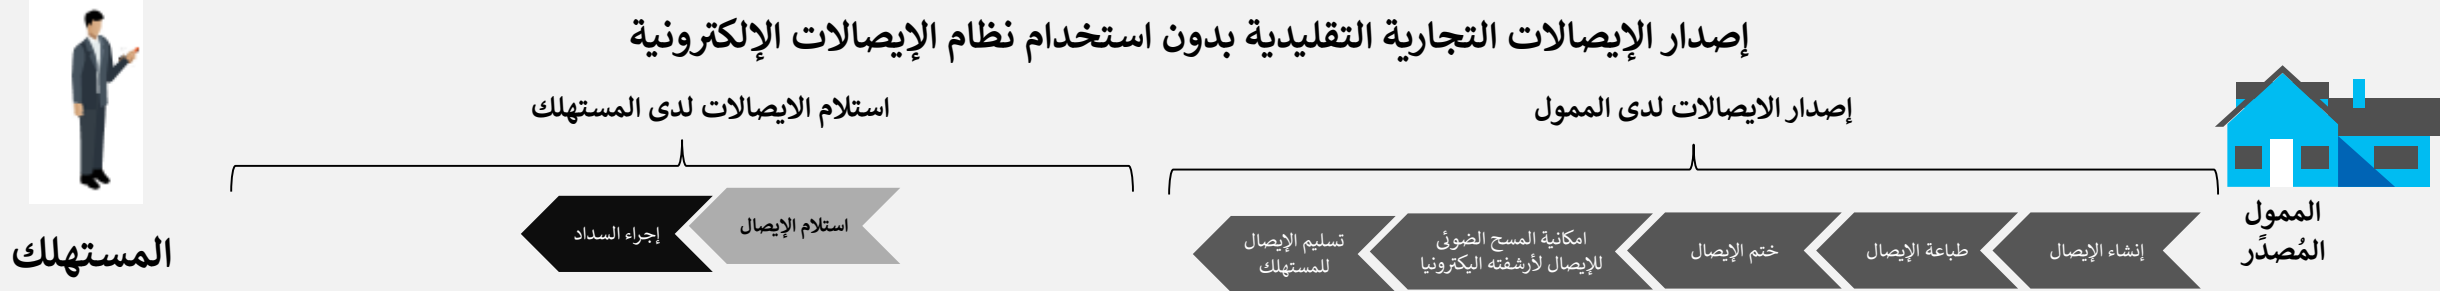 إصدار الإيصالات التجارية التقليدية بدون استخدام نظام الإيصالات الإلكترونية
إصدار الايصالات لدى الممول
استلام الايصالات لدى المستهلك
الممول
المُصدًر
إنشاء الإيصال
طباعة الإيصال
ختم الإيصال
امكانية المسح الضوئى
للإيصال لأرشفته اليكترونيا
تسليم الإيصال
للمستهلك
استلام الإيصال
إجراء السداد
المستهلك